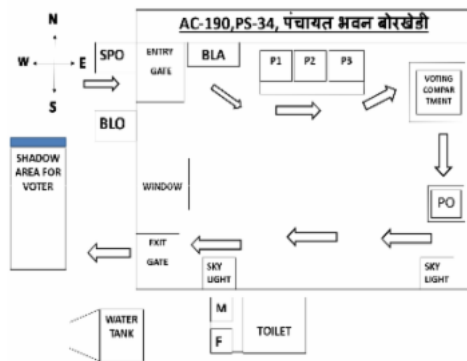 AC-190,PS-34, पंचायत भवन बोरखेडी
N
W
E
S
SPO
ENTRY
GATE
BLA
P1
P2
P3
VOTING
COMPAR
TMENT
BLO
SHADOW
AREA FOR
VOTER
WINDOW
PO
EXIT
GATE
SKY
LIGHT
SKY
LIGHT
WATER
TANK
M
F
TOILET